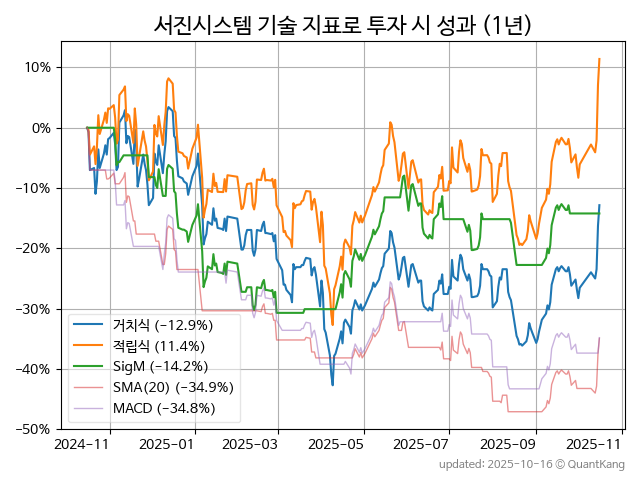 서진시스템 기술 지표로 투자 시 성과 (1년)
10%
0%
−10%
−20%
−30%
−40%
−50%
거치식 (−12.9%)
적립식 (11.4%)
SigM (−14.2%)
SMA(20) (−34.9%)
MACD (−34.8%)
2024-11
2025-01
2025-03
2025-05
2025-07
2025-09
2025-11
updated: 2025-10-16 © QuantKang